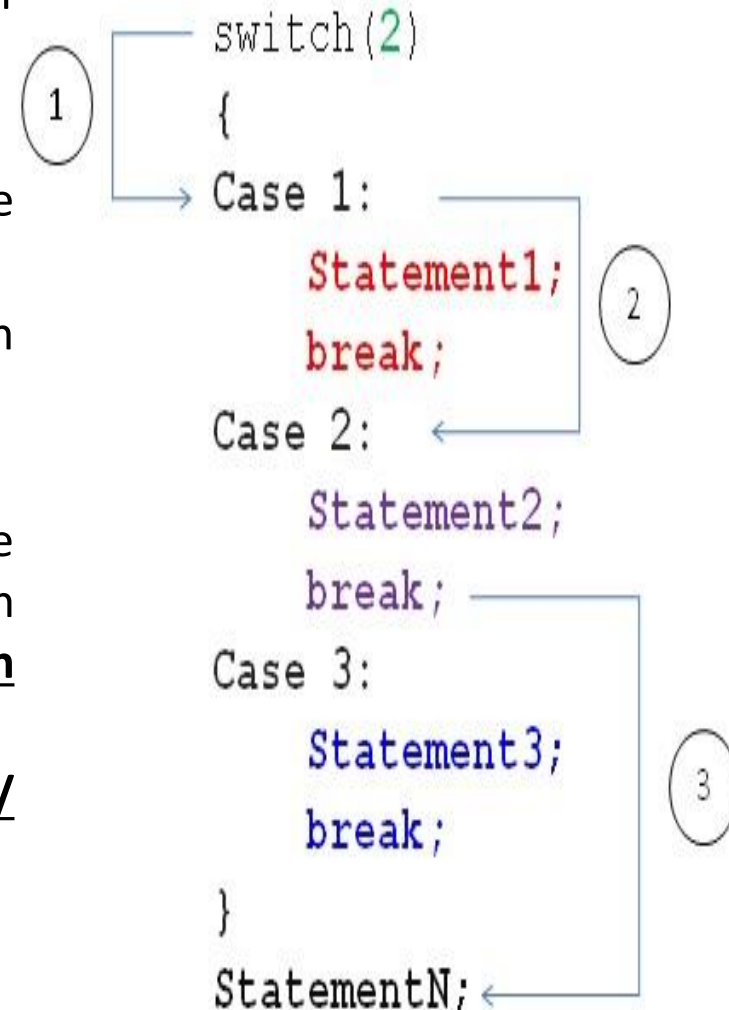 switch(2)
1
{
Case 1:
Statement1;
2
break;
Case 2:
Statement2;
break;
Case 3:
Statement3;
3
break;
}
StatementN;